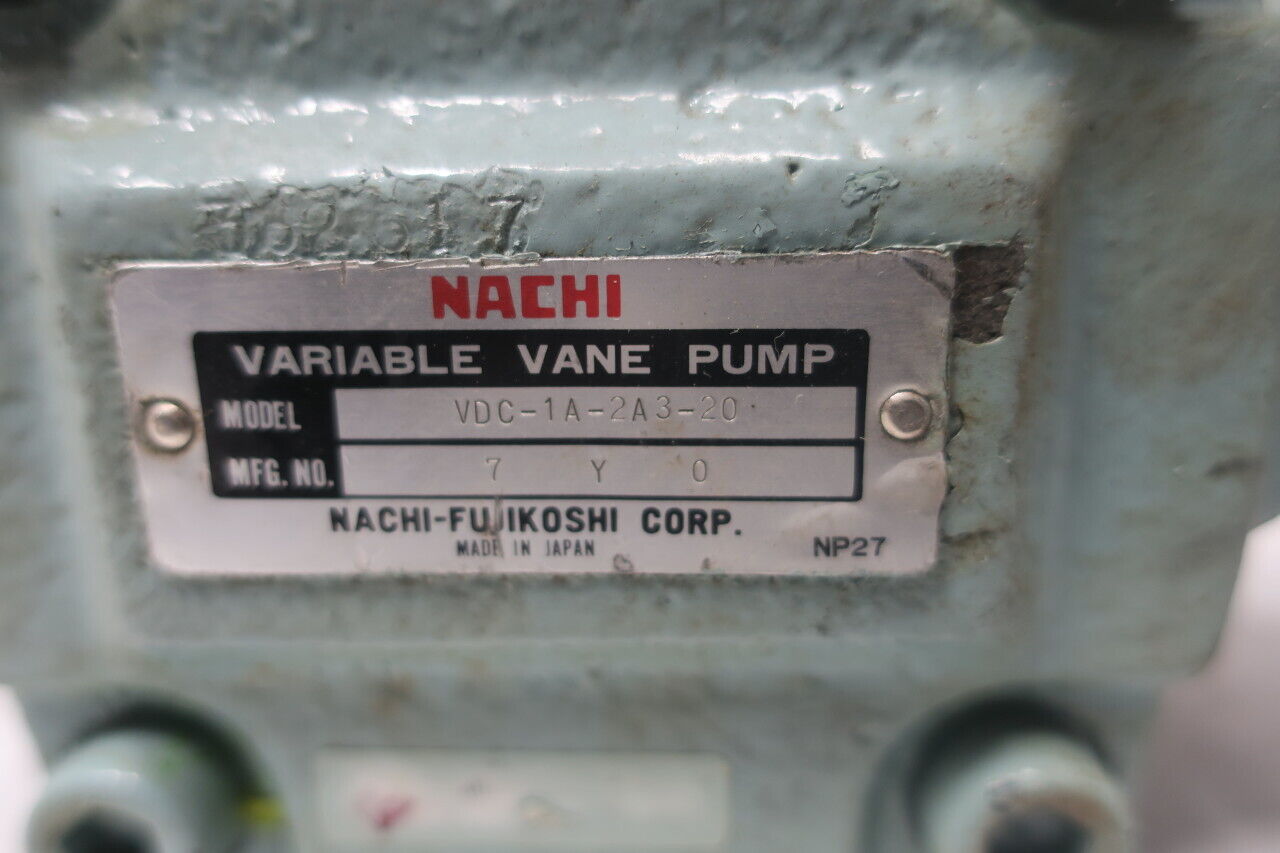 NACHI
VARIABLE VANE PUMP
MODEL VDC-1A-2A3-20
MFG. NO. 7 Y 0
NACHI-FUJIKOSHI CORP.
MADE IN JAPAN
NP27